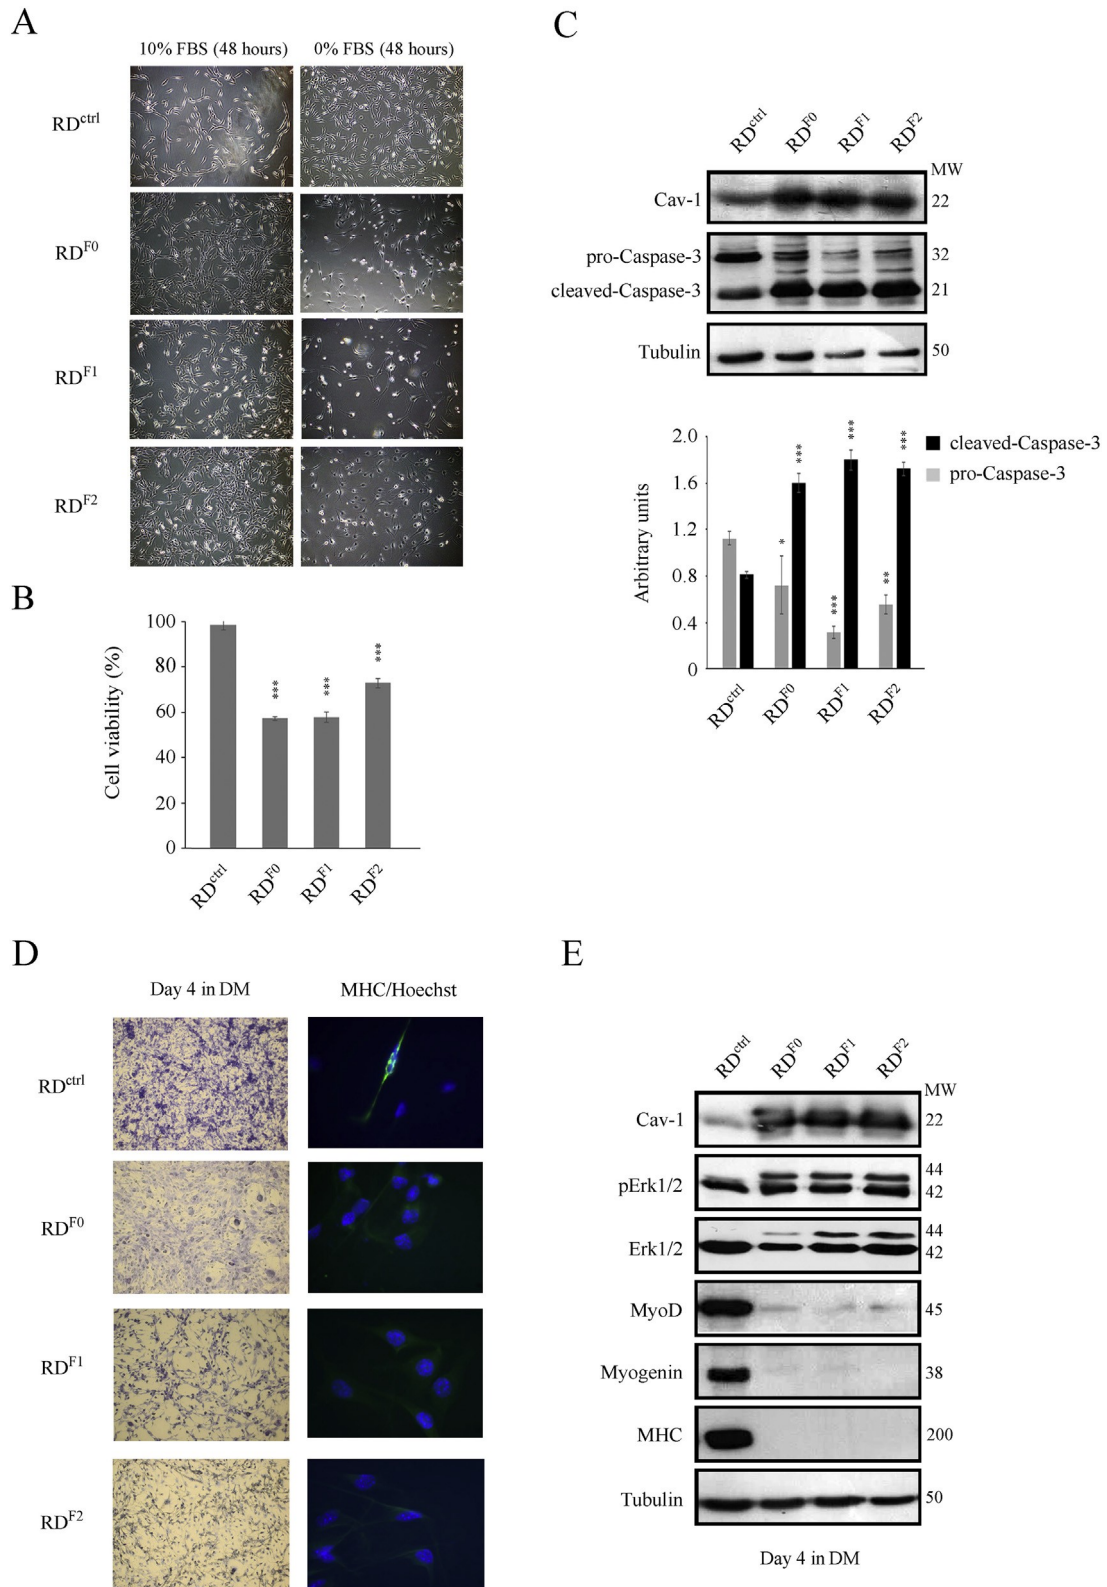 A
10% FBS (48 hours) 0% FBS (48 hours)
RDctrl
RDF0
RDF1
RDF2
B
Cell viability (%)
100
80
60
40
20
0
***
***
***
RDctrl RDF0 RDF1 RDF2
C
RDctrl RDF0 RDF1 RDF2
MW
Cav-1 22
pro-Caspase-3 32
cleaved-Caspase-3 21
Tubulin 50
Arbitrary units
2.0
1.6
1.2
0.8
0.4
0
* *** *** *** ** ***
cleaved-Caspase-3
pro-Caspase-3
RDctrl RDF0 RDF1 RDF2
D
Day 4 in DM MHC/Hoechst
RDctrl
RDF0
RDF1
RDF2
E
RDctrl RDF0 RDF1 RDF2
MW
Cav-1 22
pErk1/2 44
42
Erk1/2 44
42
MyoD 45
Myogenin 38
MHC 200
Tubulin 50
Day 4 in DM